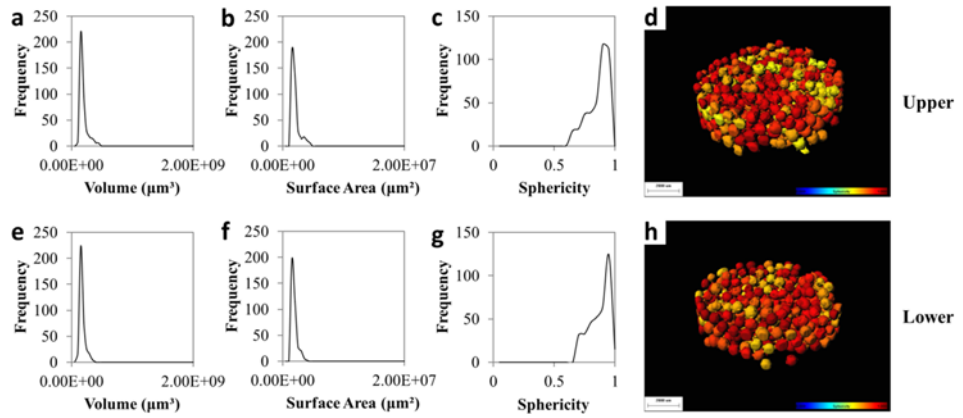 a
250
200
150
100
50
0
Frequency
0.00E+00
2.00E+09
Volume (µm³)
b
250
200
150
100
50
0
Frequency
0.00E+00
2.00E+07
Surface Area (µm²)
c
150
100
50
0
Frequency
0
0.5
1
Sphericity
d
Upper
e
250
200
150
100
50
0
Frequency
0.00E+00
2.00E+09
Volume (µm³)
f
250
200
150
100
50
0
Frequency
0.00E+00
2.00E+07
Surface Area (µm²)
g
150
100
50
0
Frequency
0
0.5
1
Sphericity
h
Lower